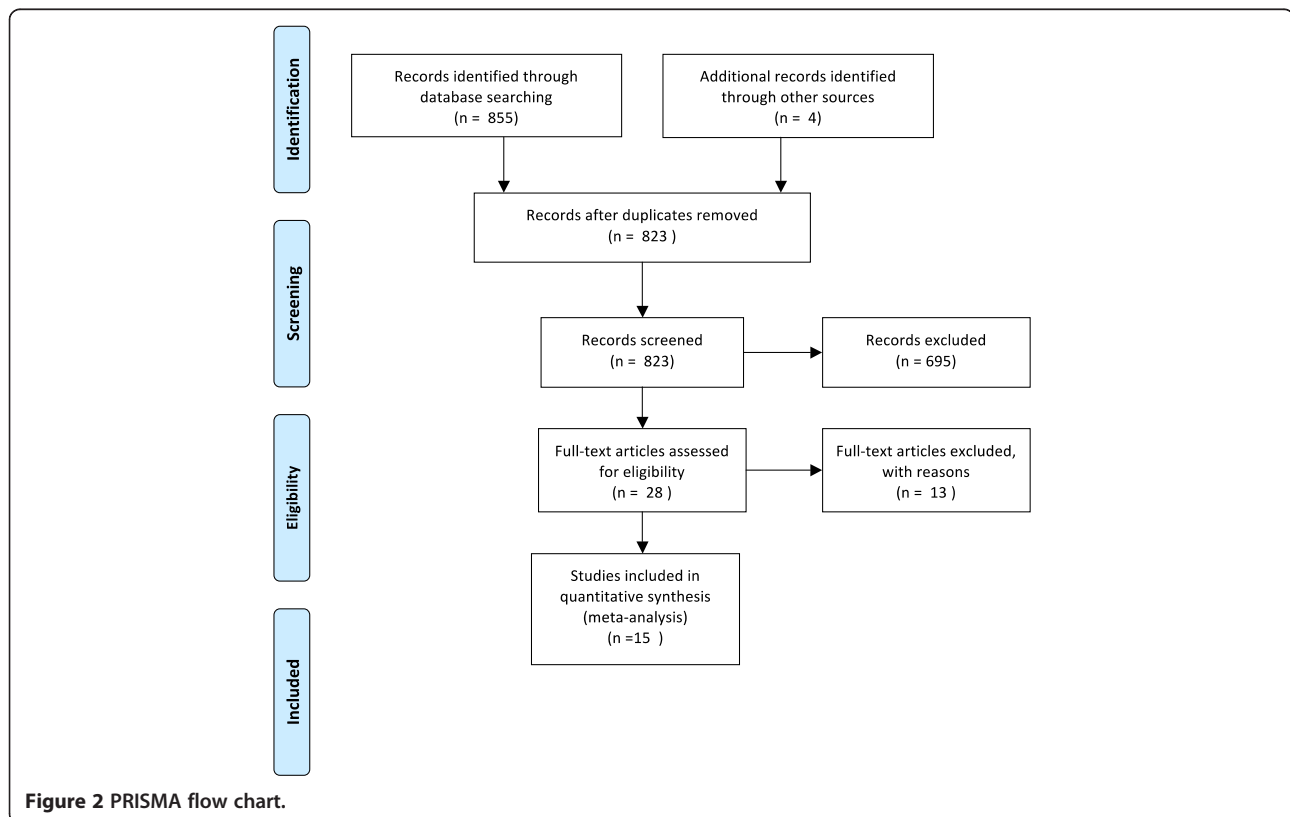 Identification
Records identified through
database searching
(n = 855)
Additional records identified
through other sources
(n = 4)
Screening
Records after duplicates removed
(n = 823 )
Records screened
(n = 823)
Records excluded
(n = 695)
Eligibility
Full-text articles assessed
for eligibility
(n = 28 )
Full-text articles excluded,
with reasons
(n = 13 )
Included
Studies included in
quantitative synthesis
(meta-analysis)
(n =15 )
Figure 2 PRISMA flow chart.